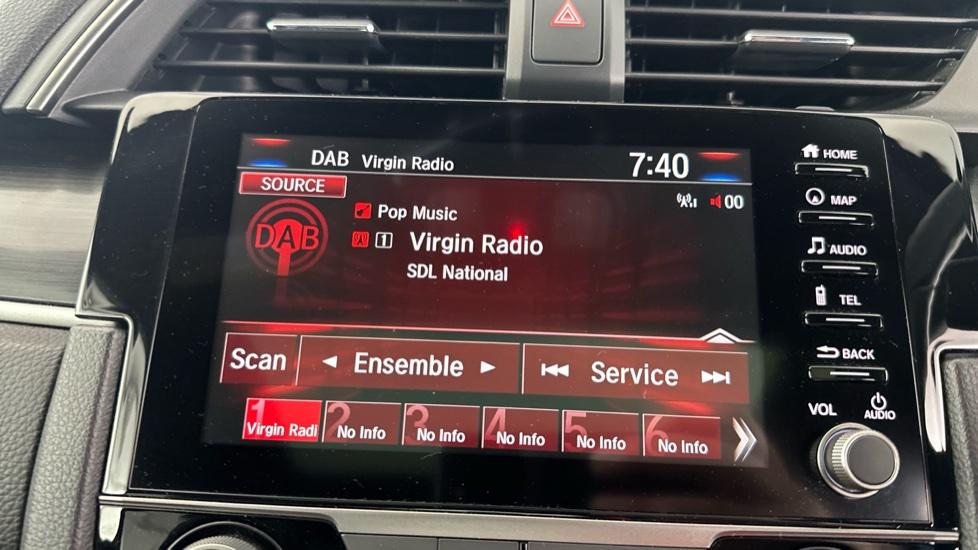 DAB Virgin Radio 7:40
SOURCE
00
DAB
Pop Music
1 Virgin Radio
SDL National
Scan ◄ Ensemble ► Service
1 Virgin Radi
2 No Info
3 No Info
4 No Info
5 No Info
6 No Info
HOME
MAP
AUDIO
TEL
BACK
VOL AUDIO